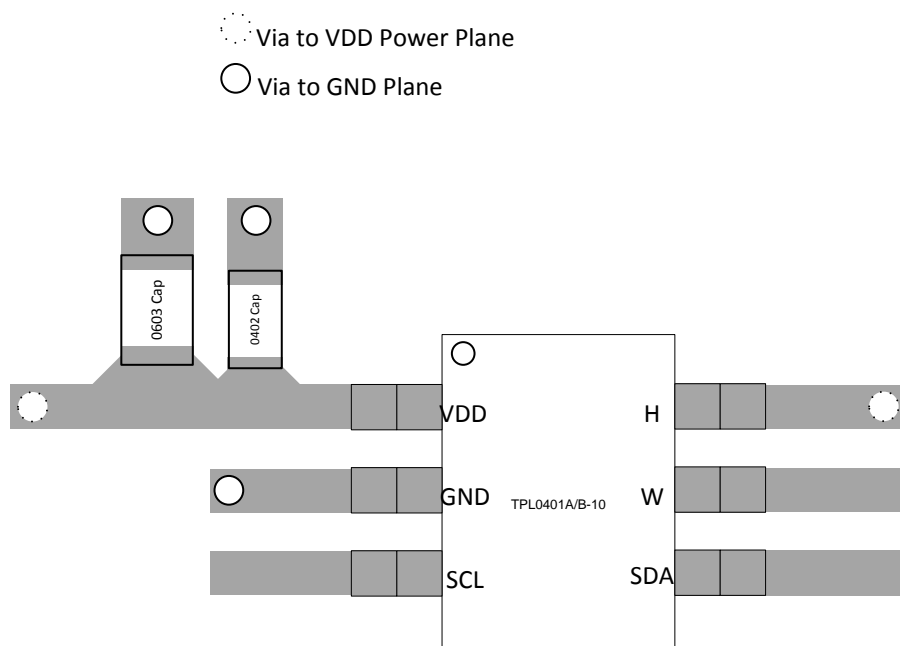 Via to VDD Power Plane
Via to GND Plane
0603 Cap
0402 Cap
VDD
H
GND
TPL0401A/B-10
W
SCL
SDA